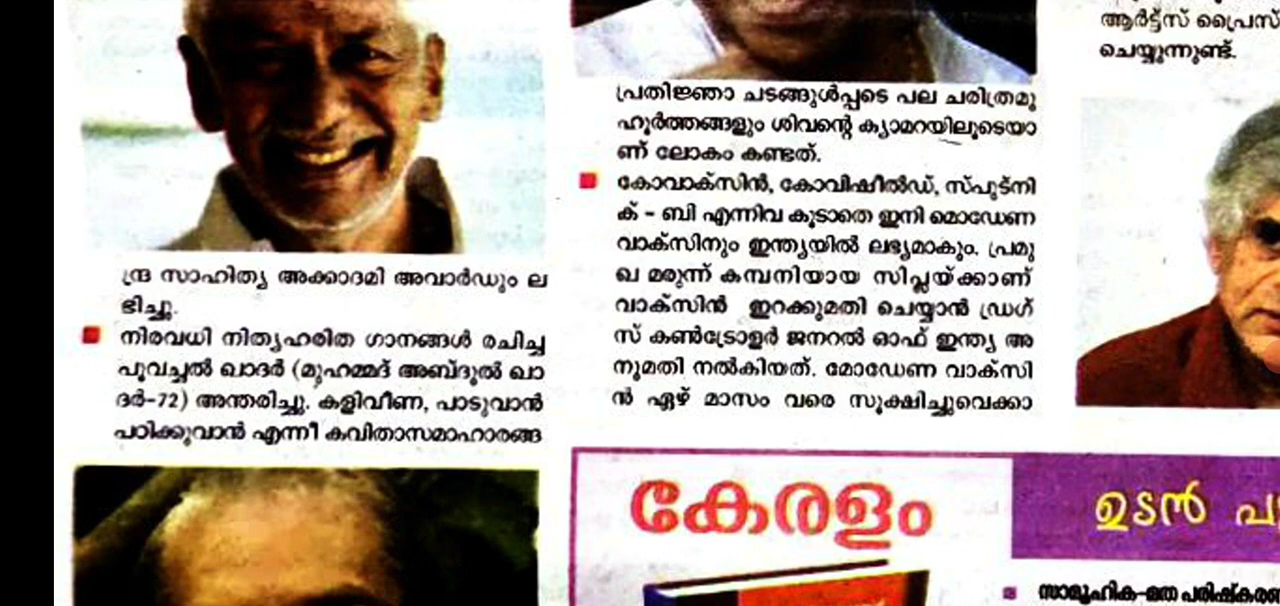 ന്ദ്ര സാഹിത്യ അക്കാദമി അവാർഡും ല
ഭിച്ചു.
നിരവധി നിത്യഹരിത ഗാനങ്ങൾ രചിച്ച
പൂവച്ചൽ ഖാദർ (മുഹമ്മദ് അബ്ദുൽ ഖാ
ദർ-72) അന്തരിച്ചു. കളിവീണ, പാടുവാൻ
പഠിക്കുവാൻ എന്നീ കവിതാസമാഹാരങ്ങ
പ്രതിജ്ഞാ ചടങ്ങുൾപ്പടെ പല ചരിത്രമു
ഹൂർത്തങ്ങളും ശിവന്റെ ക്യാമറയിലൂടെയാ
ണ് ലോകം കണ്ടത്.
കോവാക്സിൻ, കോവിഷീൽഡ്, സ്പുട്നി
ക് - ബി എന്നിവ കൂടാതെ ഇനി മൊഡേണ
വാക്സിനും ഇന്ത്യയിൽ ലഭ്യമാകും. പ്രമു
ഖ മരുന്ന് കമ്പനിയായ സിപ്ലയ്ക്കാണ്
വാക്സിൻ ഇറക്കുമതി ചെയ്യാൻ ഡ്രഗ്
സ് കൺട്രോളർ ജനറൽ ഓഫ് ഇന്ത്യ അ
നുമതി നൽകിയത്. മോഡേണ വാക്സി
ൻ ഏഴ് മാസം വരെ സൂക്ഷിച്ചുവെക്കാ
ആർട്ട്സ് പ്രൈസ്
ചെയ്യുന്നുണ്ട്.
കേരളം
ഉടൻ പ
സാമൂഹിക-മത പരിഷ്കരണ